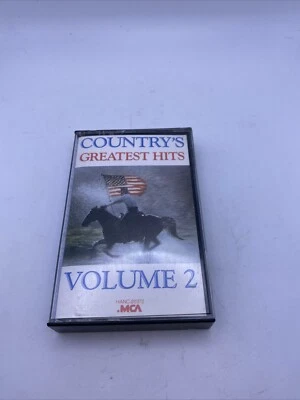 COUNTRY'S
GREATEST HITS
VOLUME 2
MCA